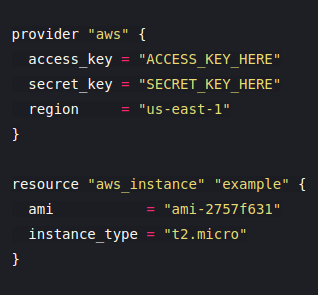 provider "aws" {
  access_key = "ACCESS_KEY_HERE"
  secret_key = "SECRET_KEY_HERE"
  region     = "us-east-1"
}

resource "aws_instance" "example" {
  ami           = "ami-2757f631"
  instance_type = "t2.micro"
}